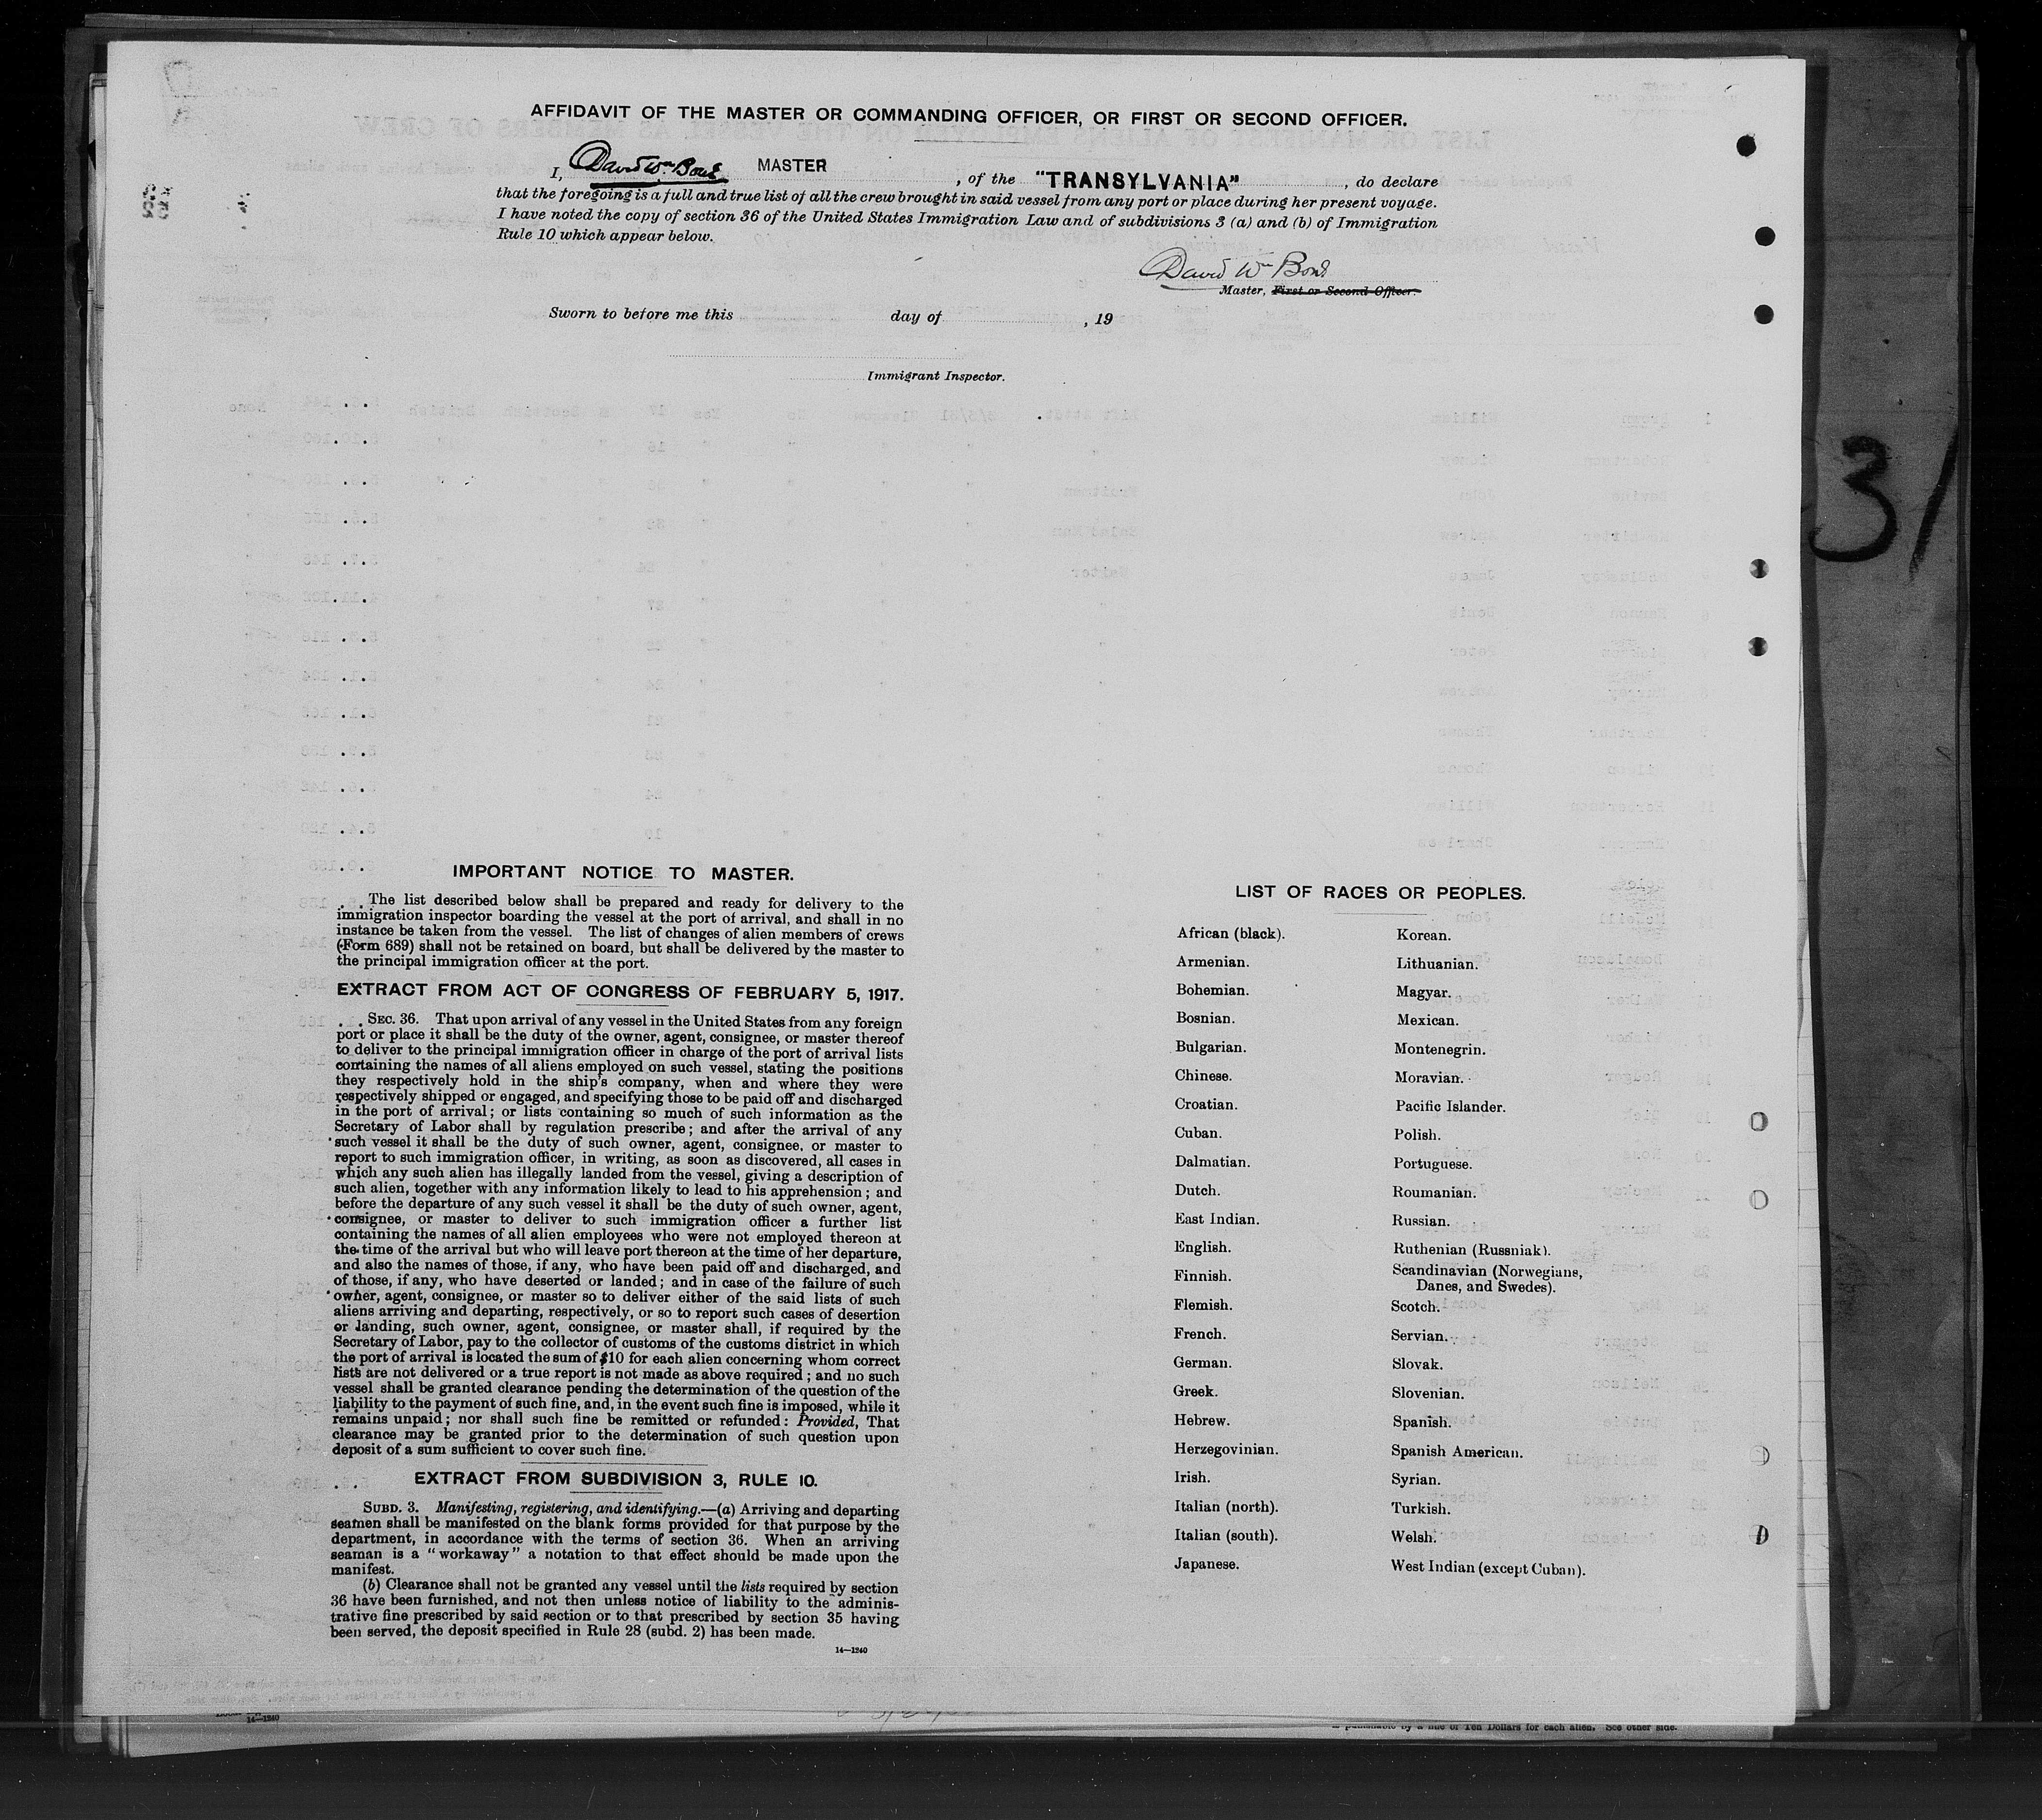 AFFIDAVIT OF THE MASTER OR COMMANDING OFFICER, OR FIRST OR SECOND OFFICER.
I, David Wm Bone MASTER, of the "TRANSYLVANIA", do declare
that the foregoing is a full and true list of all the crew brought in said vessel from any port or place during her present voyage.
I have noted the copy of section 36 of the United States Immigration Law and of subdivisions 3 (a) and (b) of Immigration
Rule 10 which appear below.
David Wm Bone
Master, First or Second Officer.
Sworn to before me this day of , 19
Immigrant Inspector.
31
IMPORTANT NOTICE TO MASTER.
The list described below shall be prepared and ready for delivery to the
immigration inspector boarding the vessel at the port of arrival, and shall in no
instance be taken from the vessel. The list of changes of alien members of crews
(Form 689) shall not be retained on board, but shall be delivered by the master to
the principal immigration officer at the port.
EXTRACT FROM ACT OF CONGRESS OF FEBRUARY 5, 1917.
SEC. 36. That upon arrival of any vessel in the United States from any foreign
port or place it shall be the duty of the owner, agent, consignee, or master thereof
to deliver to the principal immigration officer in charge of the port of arrival lists
containing the names of all aliens employed on such vessel, stating the positions
they respectively hold in the ship's company, when and where they were
respectively shipped or engaged, and specifying those to be paid off and discharged
in the port of arrival; or lists containing so much of such information as the
Secretary of Labor shall by regulation prescribe; and after the arrival of any
such vessel it shall be the duty of such owner, agent, consignee, or master to
report to such immigration officer, in writing, as soon as discovered, all cases in
which any such alien has illegally landed from the vessel, giving a description of
such alien, together with any information likely to lead to his apprehension; and
before the departure of any such vessel it shall be the duty of such owner, agent,
consignee, or master to deliver to such immigration officer a further list
containing the names of all alien employees who were not employed thereon at
the time of the arrival but who will leave port thereon at the time of her departure,
and also the names of those, if any, who have been paid off and discharged, and
of those, if any, who have deserted or landed; and in case of the failure of such
owner, agent, consignee, or master so to deliver either of the said lists of such
aliens arriving and departing, respectively, or so to report such cases of desertion
or landing, such owner, agent, consignee, or master shall, if required by the
Secretary of Labor, pay to the collector of customs of the customs district in which
the port of arrival is located the sum of $10 for each alien concerning whom correct
lists are not delivered or a true report is not made as above required; and no such
vessel shall be granted clearance pending the determination of the question of the
liability to the payment of such fine, and, in the event such fine is imposed, while it
remains unpaid; nor shall such fine be remitted or refunded: Provided, That
clearance may be granted prior to the determination of such question upon
deposit of a sum sufficient to cover such fine.
EXTRACT FROM SUBDIVISION 3, RULE 10.
SUBD. 3. Manifesting, registering, and identifying.—(a) Arriving and departing
seamen shall be manifested on the blank forms provided for that purpose by the
department, in accordance with the terms of section 36. When an arriving
seaman is a "workaway" a notation to that effect should be made upon the
manifest.
(b) Clearance shall not be granted any vessel until the lists required by section
36 have been furnished, and not then unless notice of liability to the adminis-
trative fine prescribed by said section or to that prescribed by section 35 having
been served, the deposit specified in Rule 28 (subd. 2) has been made.
14—1240
LIST OF RACES OR PEOPLES.
African (black).
Armenian.
Bohemian.
Bosnian.
Bulgarian.
Chinese.
Croatian.
Cuban.
Dalmatian.
Dutch.
East Indian.
English.
Finnish.
Flemish.
French.
German.
Greek.
Hebrew.
Herzegovinian.
Irish.
Italian (north).
Italian (south).
Japanese.
Korean.
Lithuanian.
Magyar.
Mexican.
Montenegrin.
Moravian.
Pacific Islander.
Polish.
Portuguese.
Roumanian.
Russian.
Ruthenian (Russniak).
Scandinavian (Norwegians,
Danes, and Swedes).
Scotch.
Servian.
Slovak.
Slovenian.
Spanish.
Spanish American.
Syrian.
Turkish.
Welsh.
West Indian (except Cuban).
14—1240
is punishable by a fine of Ten Dollars for each alien. See other side.